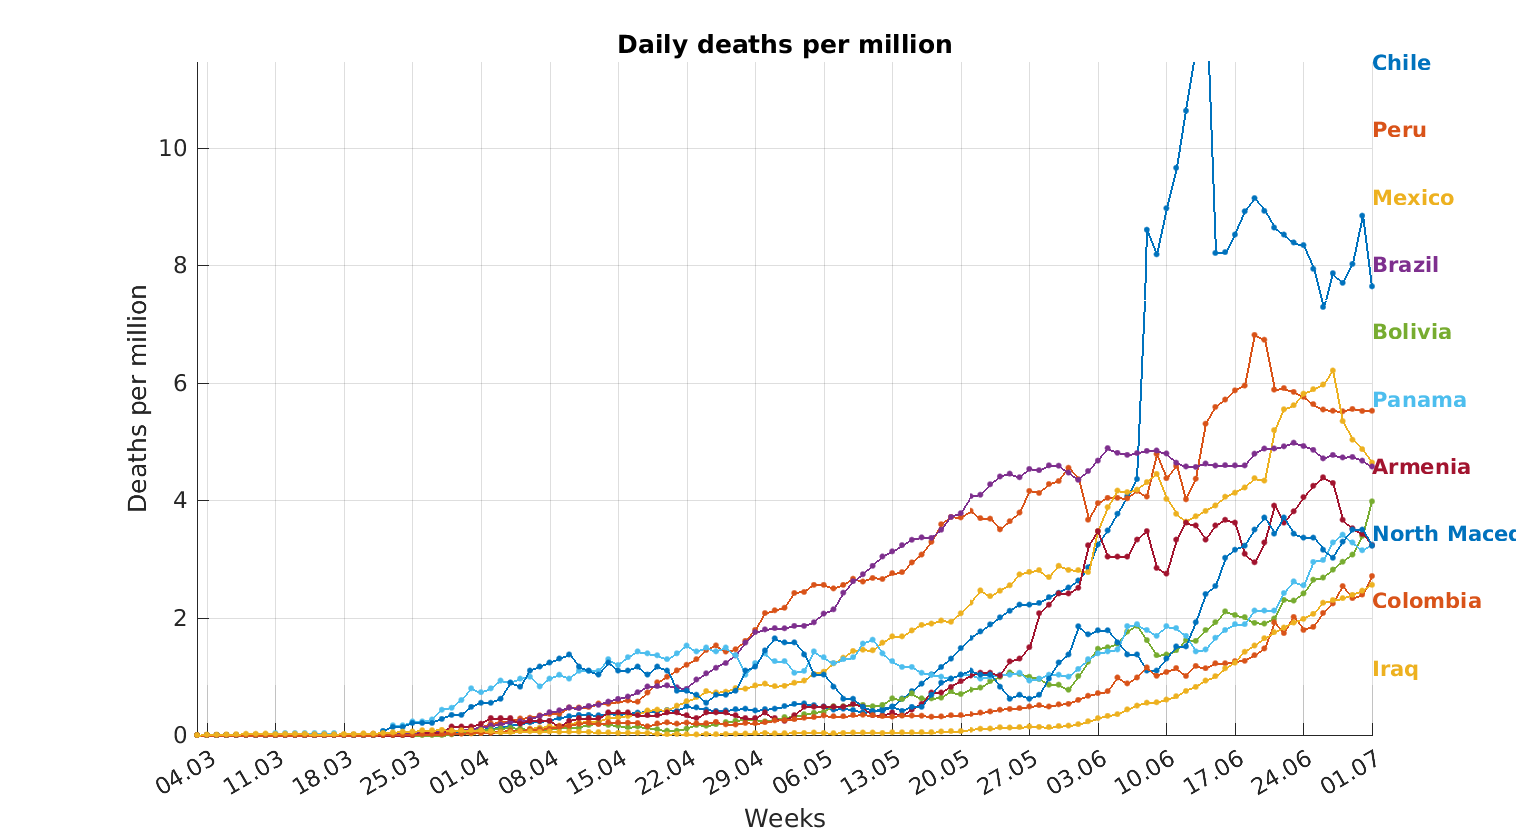 Daily deaths per million
Chile
Peru
Mexico
Brazil
Bolivia
Panama
Armenia
North Maced
Colombia
Iraq
Deaths per million
10
8
6
4
2
0
04.03
11.03
18.03
25.03
01.04
08.04
15.04
22.04
29.04
06.05
13.05
20.05
27.05
03.06
10.06
17.06
24.06
01.07
Weeks